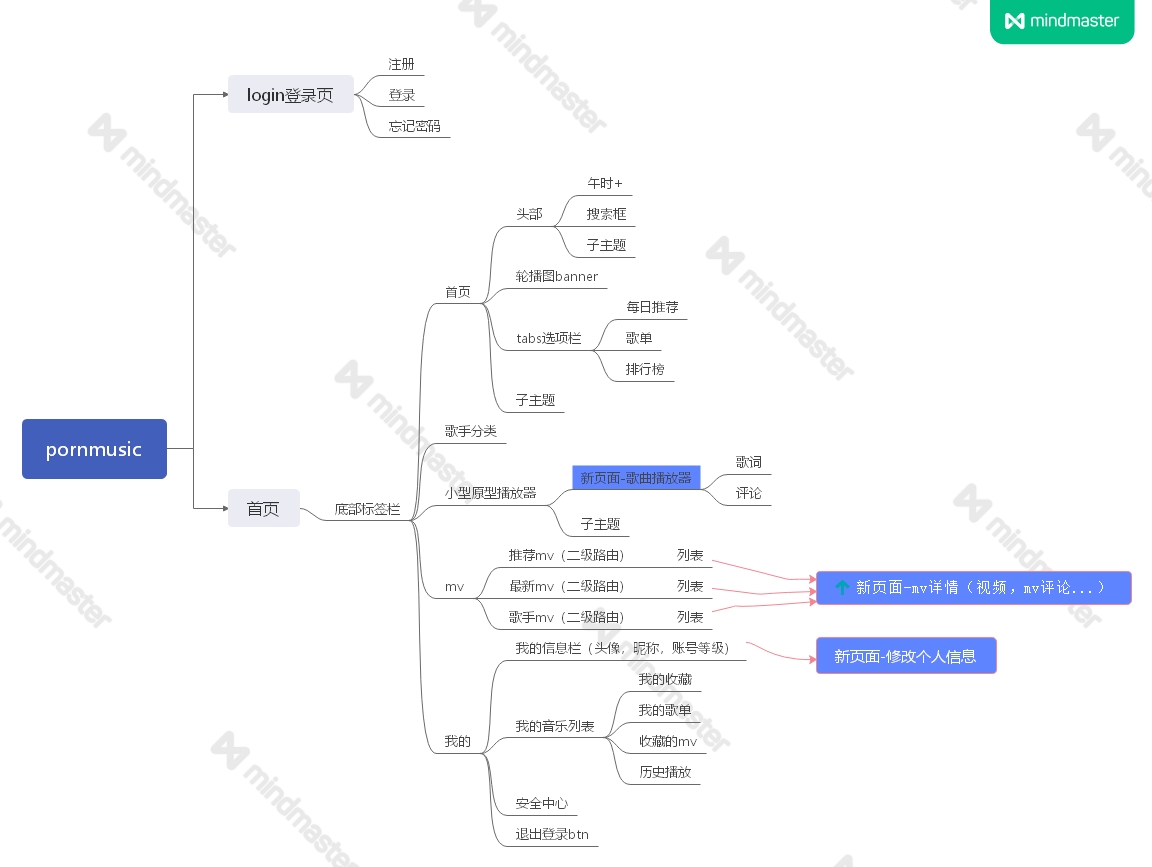 mindmaster
pornmusic
login登录页
注册
登录
忘记密码
首页
底部标签栏
首页
头部
午时+
搜索框
子主题
轮播图banner
tabs选项栏
每日推荐
歌单
排行榜
子主题
歌手分类
小型原型播放器
新页面-歌曲播放器
歌词
评论
子主题
mv
推荐mv（二级路由） 列表
最新mv（二级路由） 列表
歌手mv（二级路由） 列表
新页面-mv详情（视频，mv评论...）
我的
我的信息栏（头像，昵称，账号等级）
新页面-修改个人信息
我的音乐列表
我的收藏
我的歌单
收藏的mv
历史播放
安全中心
退出登录btn
mindmaster
mindmaster
mindmaster
mindmaster
mindmaster
mindmaster
mindmaster
mindmaster
mindmaster